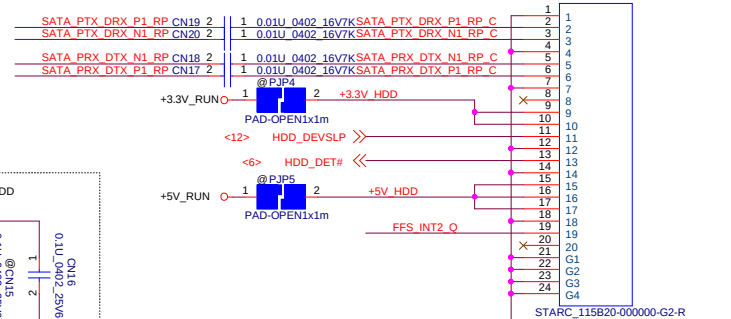 1 1
SATA_PTX_DRX_P1_RP CN19 2 1 0.01U_0402_16V7K SATA_PTX_DRX_P1_RP_C 2 2
SATA_PTX_DRX_N1_RP CN20 2 1 0.01U_0402_16V7K SATA_PTX_DRX_N1_RP_C 3 3
4 4
SATA_PRX_DTX_N1_RP CN18 2 1 0.01U_0402_16V7K SATA_PRX_DTX_N1_RP_C 5 5
SATA_PRX_DTX_P1_RP CN17 2 1 0.01U_0402_16V7K SATA_PRX_DTX_P1_RP_C 6 6
@PJP4 7 7
+3.3V_RUN 1 2 +3.3V_HDD 8 8
9 9
PAD-OPEN1x1m 10 10
<12> HDD_DEVSLP 11 11
12 12
<6> HDD_DET# 13 13
14 14
@PJP5 15 15
+5V_RUN 1 2 +5V_HDD 16 16
PAD-OPEN1x1m 17 17
18 18
FFS_INT2_Q 19 19
20 20
21 G1
22 G2
23 G3
24 G4
STARC_115B20-000000-G2-R
DD
1
2
CN16
0.1U_0402_25V6
@CN15